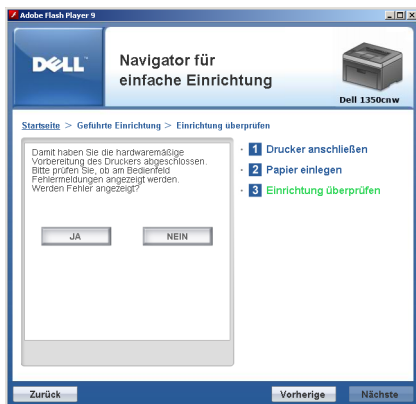 Adobe Flash Player 9
DELL™
Navigator für
einfache Einrichtung
Dell 1350cnw
Startseite > Geführte Einrichtung > Einrichtung überprüfen
Damit haben Sie die hardwaremäßige
Vorbereitung des Druckers abgeschlossen.
Bitte prüfen Sie, ob am Bedienfeld
Fehlermeldungen angezeigt werden.
Werden Fehler angezeigt?
JA NEIN
1 Drucker anschließen
2 Papier einlegen
3 Einrichtung überprüfen
Zurück Vorherige Nächste